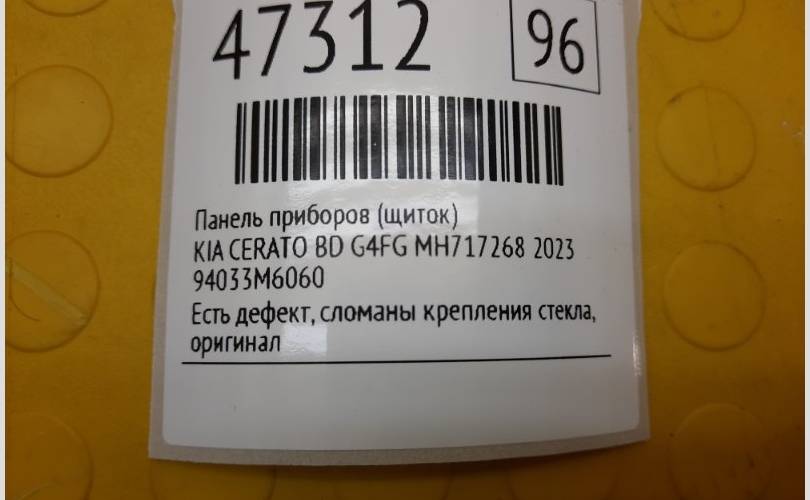 47312
96
Панель приборов (щиток)
KIA CERATO BD G4FG MH717268 2023
94033M6060
Есть дефект, сломаны крепления стекла,
оригинал